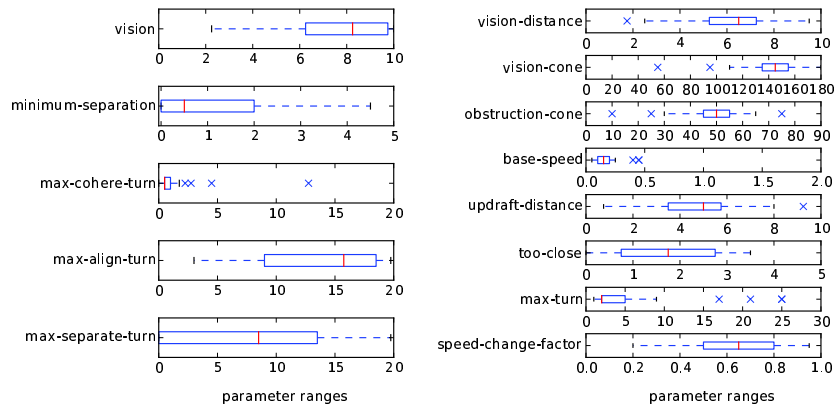 vision
0 2 4 6 8 10
minimum-separation
0 1 2 3 4 5
max-cohere-turn
0 5 10 15 20
max-align-turn
0 5 10 15 20
max-separate-turn
0 5 10 15 20
parameter ranges
vision-distance
0 2 4 6 8 10
vision-cone
0 20 40 60 80 100 120 140 160 180
obstruction-cone
0 10 20 30 40 50 60 70 80 90
base-speed
0.0 0.5 1.0 1.5 2.0
updraft-distance
0 2 4 6 8 10
too-close
0 1 2 3 4 5
max-turn
0 5 10 15 20 25 30
speed-change-factor
0.0 0.2 0.4 0.6 0.8 1.0
parameter ranges